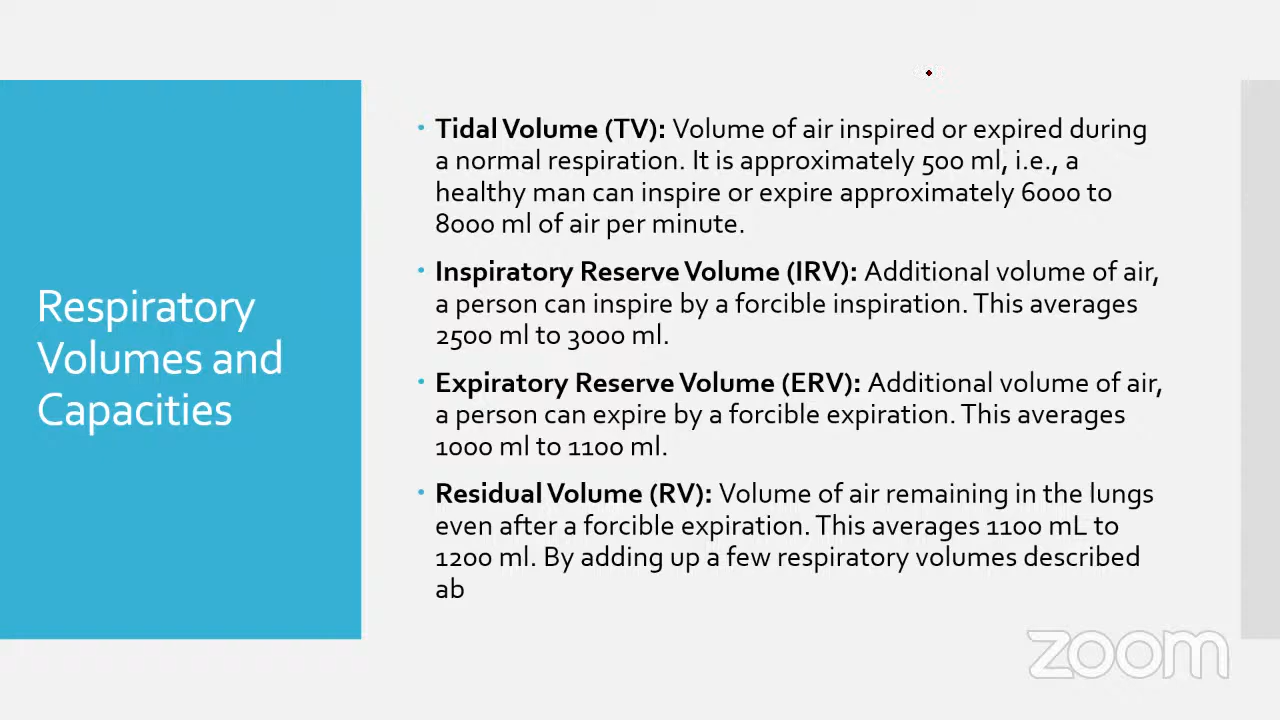 Respiratory
Volumes and
Capacities
• Tidal Volume (TV): Volume of air inspired or expired during
a normal respiration. It is approximately 500 ml, i.e., a
healthy man can inspire or expire approximately 6000 to
8000 ml of air per minute.
• Inspiratory Reserve Volume (IRV): Additional volume of air,
a person can inspire by a forcible inspiration. This averages
2500 ml to 3000 ml.
• Expiratory Reserve Volume (ERV): Additional volume of air,
a person can expire by a forcible expiration. This averages
1000 ml to 1100 ml.
• Residual Volume (RV): Volume of air remaining in the lungs
even after a forcible expiration. This averages 1100 mL to
1200 ml. By adding up a few respiratory volumes described
ab
zoom